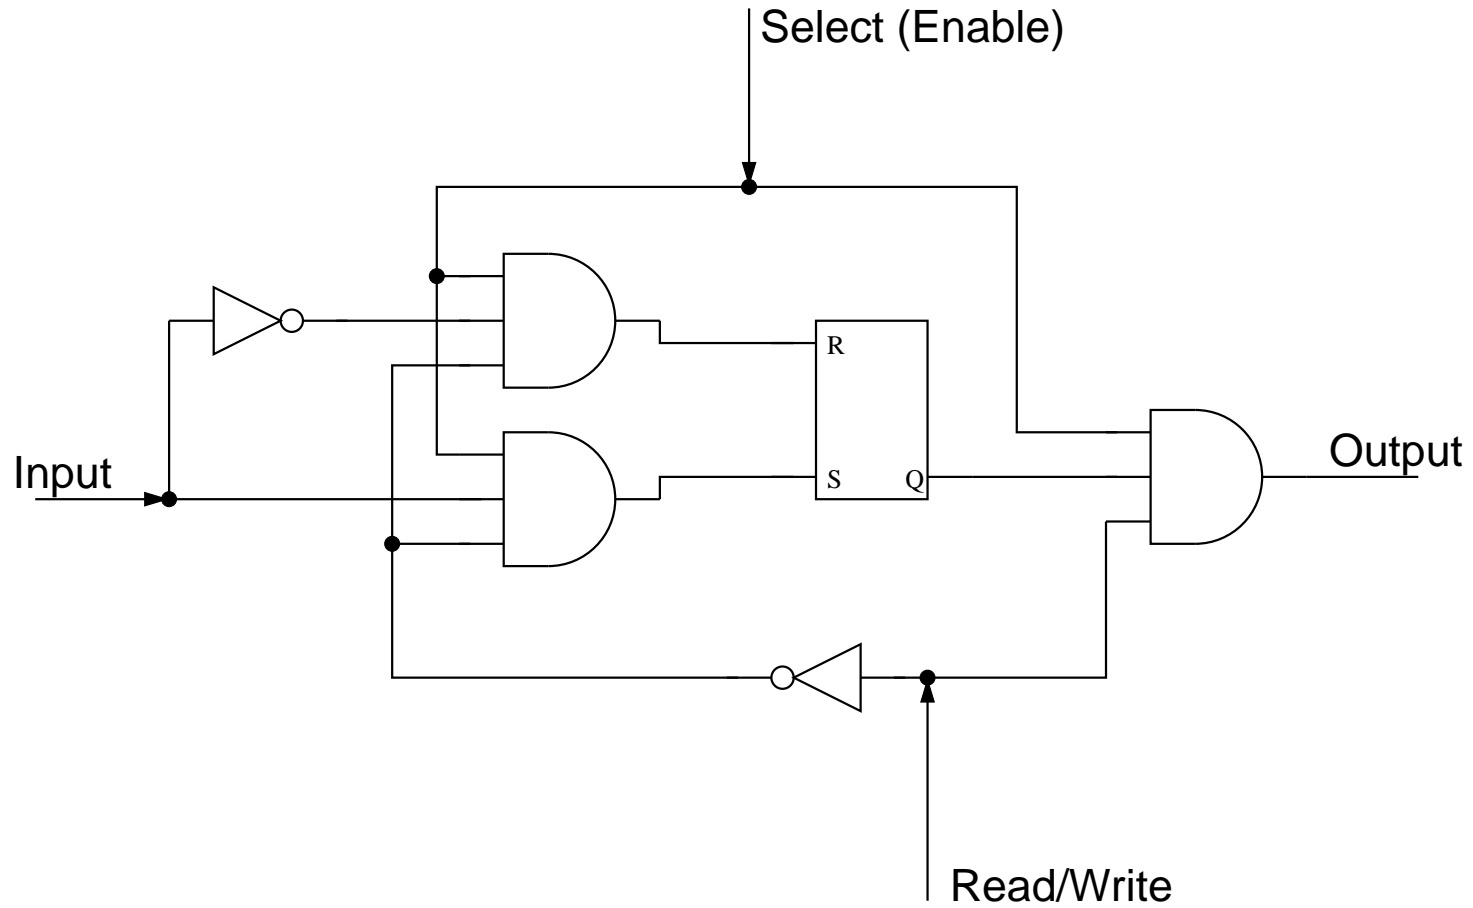 Select (Enable)
R
Input
S
Q
Output
Read/Write